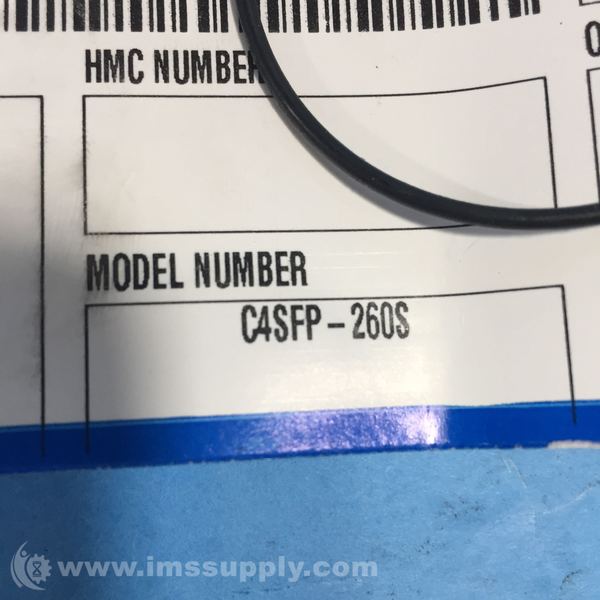 HMC NUMBER
MODEL NUMBER
C4SFP-260S
www.imssupply.com